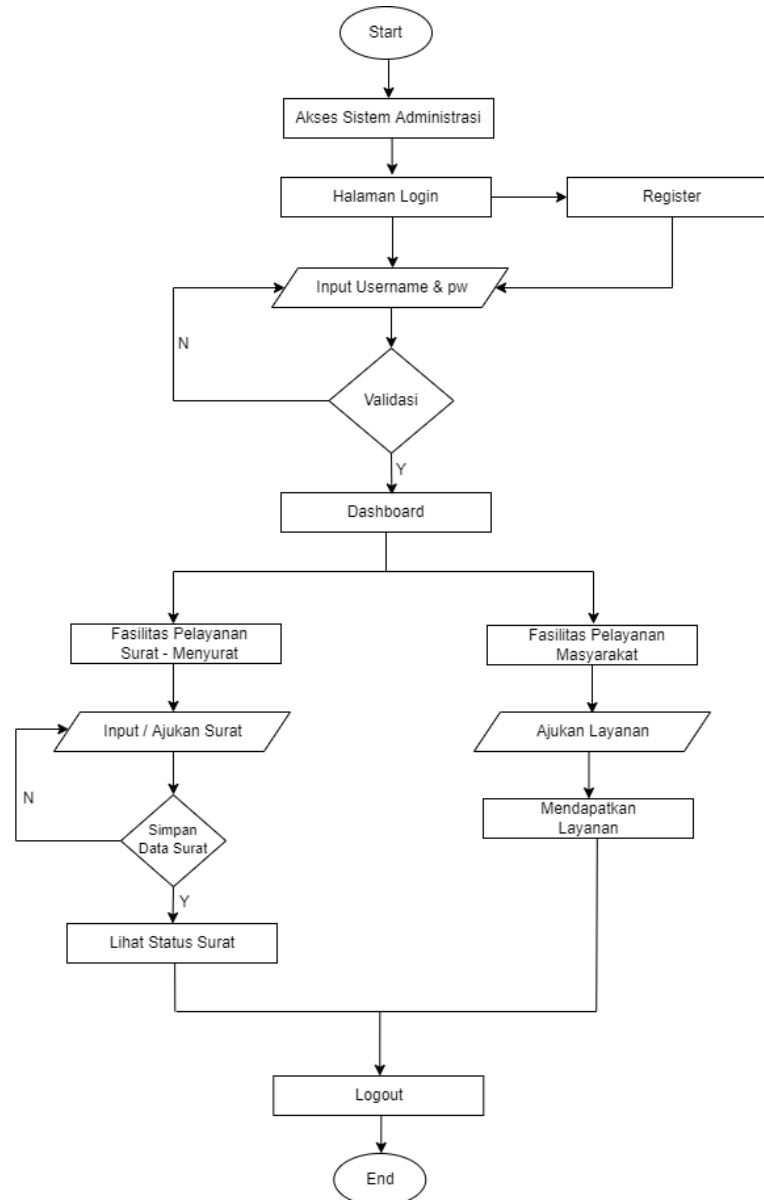 Start
Akses Sistem Administrasi
Halaman Login
Register
Input Username & pw
N
Validasi
Y
Dashboard
Fasilitas Pelayanan
Surat - Menyurat
Fasilitas Pelayanan
Masyarakat
Input / Ajukan Surat
Ajukan Layanan
N
Simpan
Data Surat
Mendapatkan
Layanan
Y
Lihat Status Surat
Logout
End